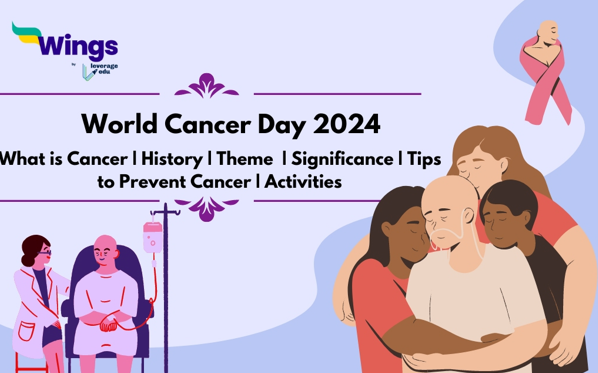 Wings
by leverage
edu
World Cancer Day 2024
What is Cancer | History | Theme | Significance | Tips
to Prevent Cancer | Activities